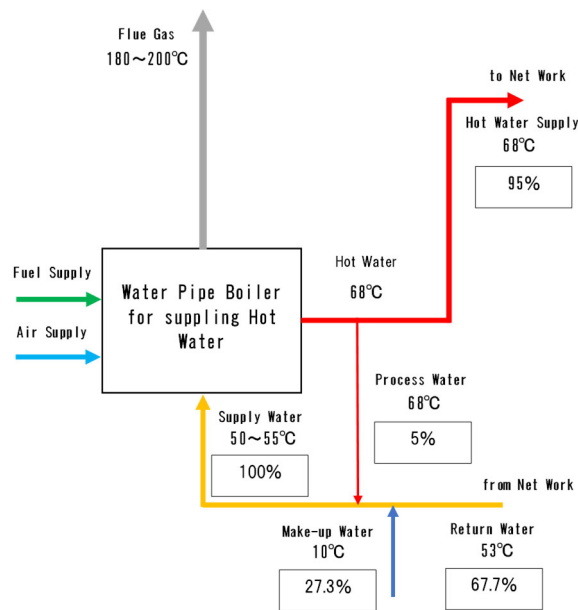 Flue Gas
180～200℃
to Net Work
Hot Water Supply
68℃
95%
Hot Water
68℃
Fuel Supply
Water Pipe Boiler
for suppling Hot
Water
Air Supply
Process Water
68℃
5%
Supply Water
50～55℃
100%
from Net Work
Make-up Water
10℃
27.3%
Return Water
53℃
67.7%